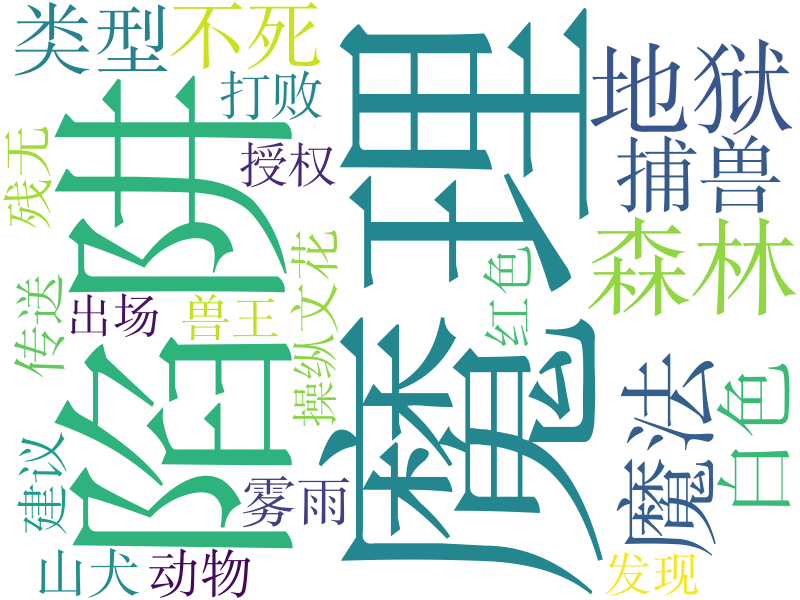 类型
不死
打败
授权
残无
陷阱
魔理
地狱
捕兽
森林
传送
出场
兽王
操纵
文花
红色
建议
雾雨
魔法
白色
山犬
动物
发现